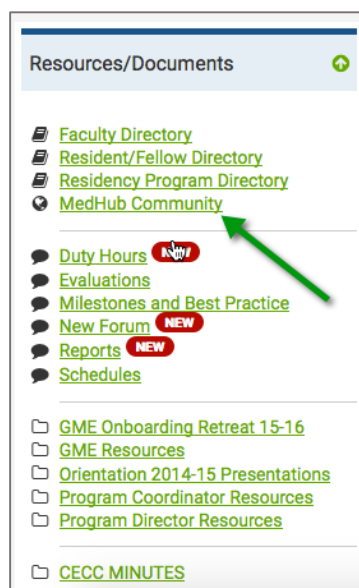 Resources/Documents
Faculty Directory
Resident/Fellow Directory
Residency Program Directory
MedHub Community
Duty Hours NEW
Evaluations
Milestones and Best Practice
New Forum NEW
Reports NEW
Schedules
GME Onboarding Retreat 15-16
GME Resources
Orientation 2014-15 Presentations
Program Coordinator Resources
Program Director Resources
CECC MINUTES